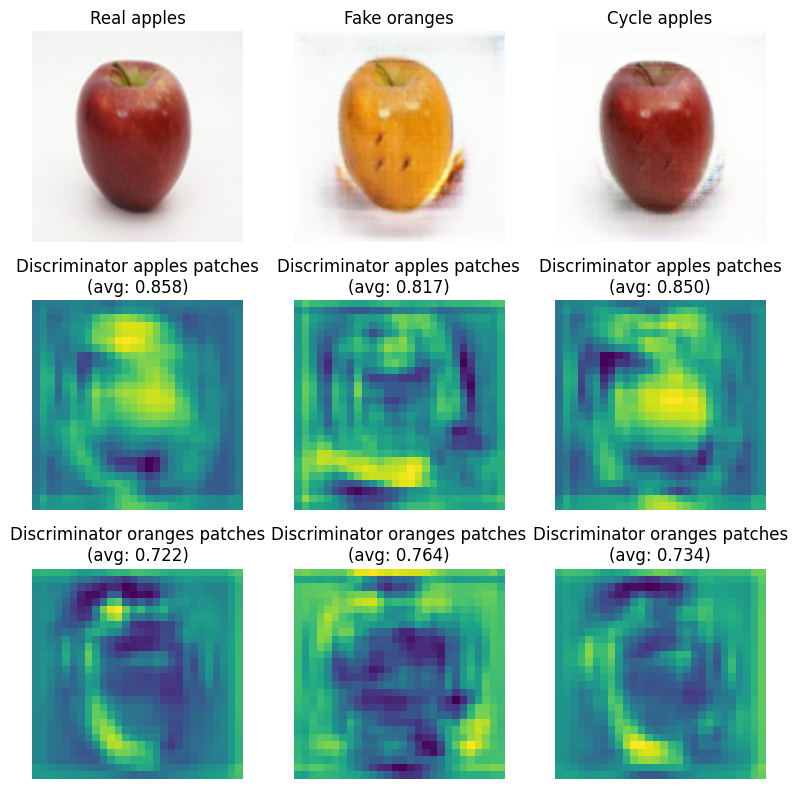 Real apples
Fake oranges
Cycle apples
Discriminator apples patches
(avg: 0.858)
Discriminator apples patches
(avg: 0.817)
Discriminator apples patches
(avg: 0.850)
Discriminator oranges patches
(avg: 0.722)
Discriminator oranges patches
(avg: 0.764)
Discriminator oranges patches
(avg: 0.734)